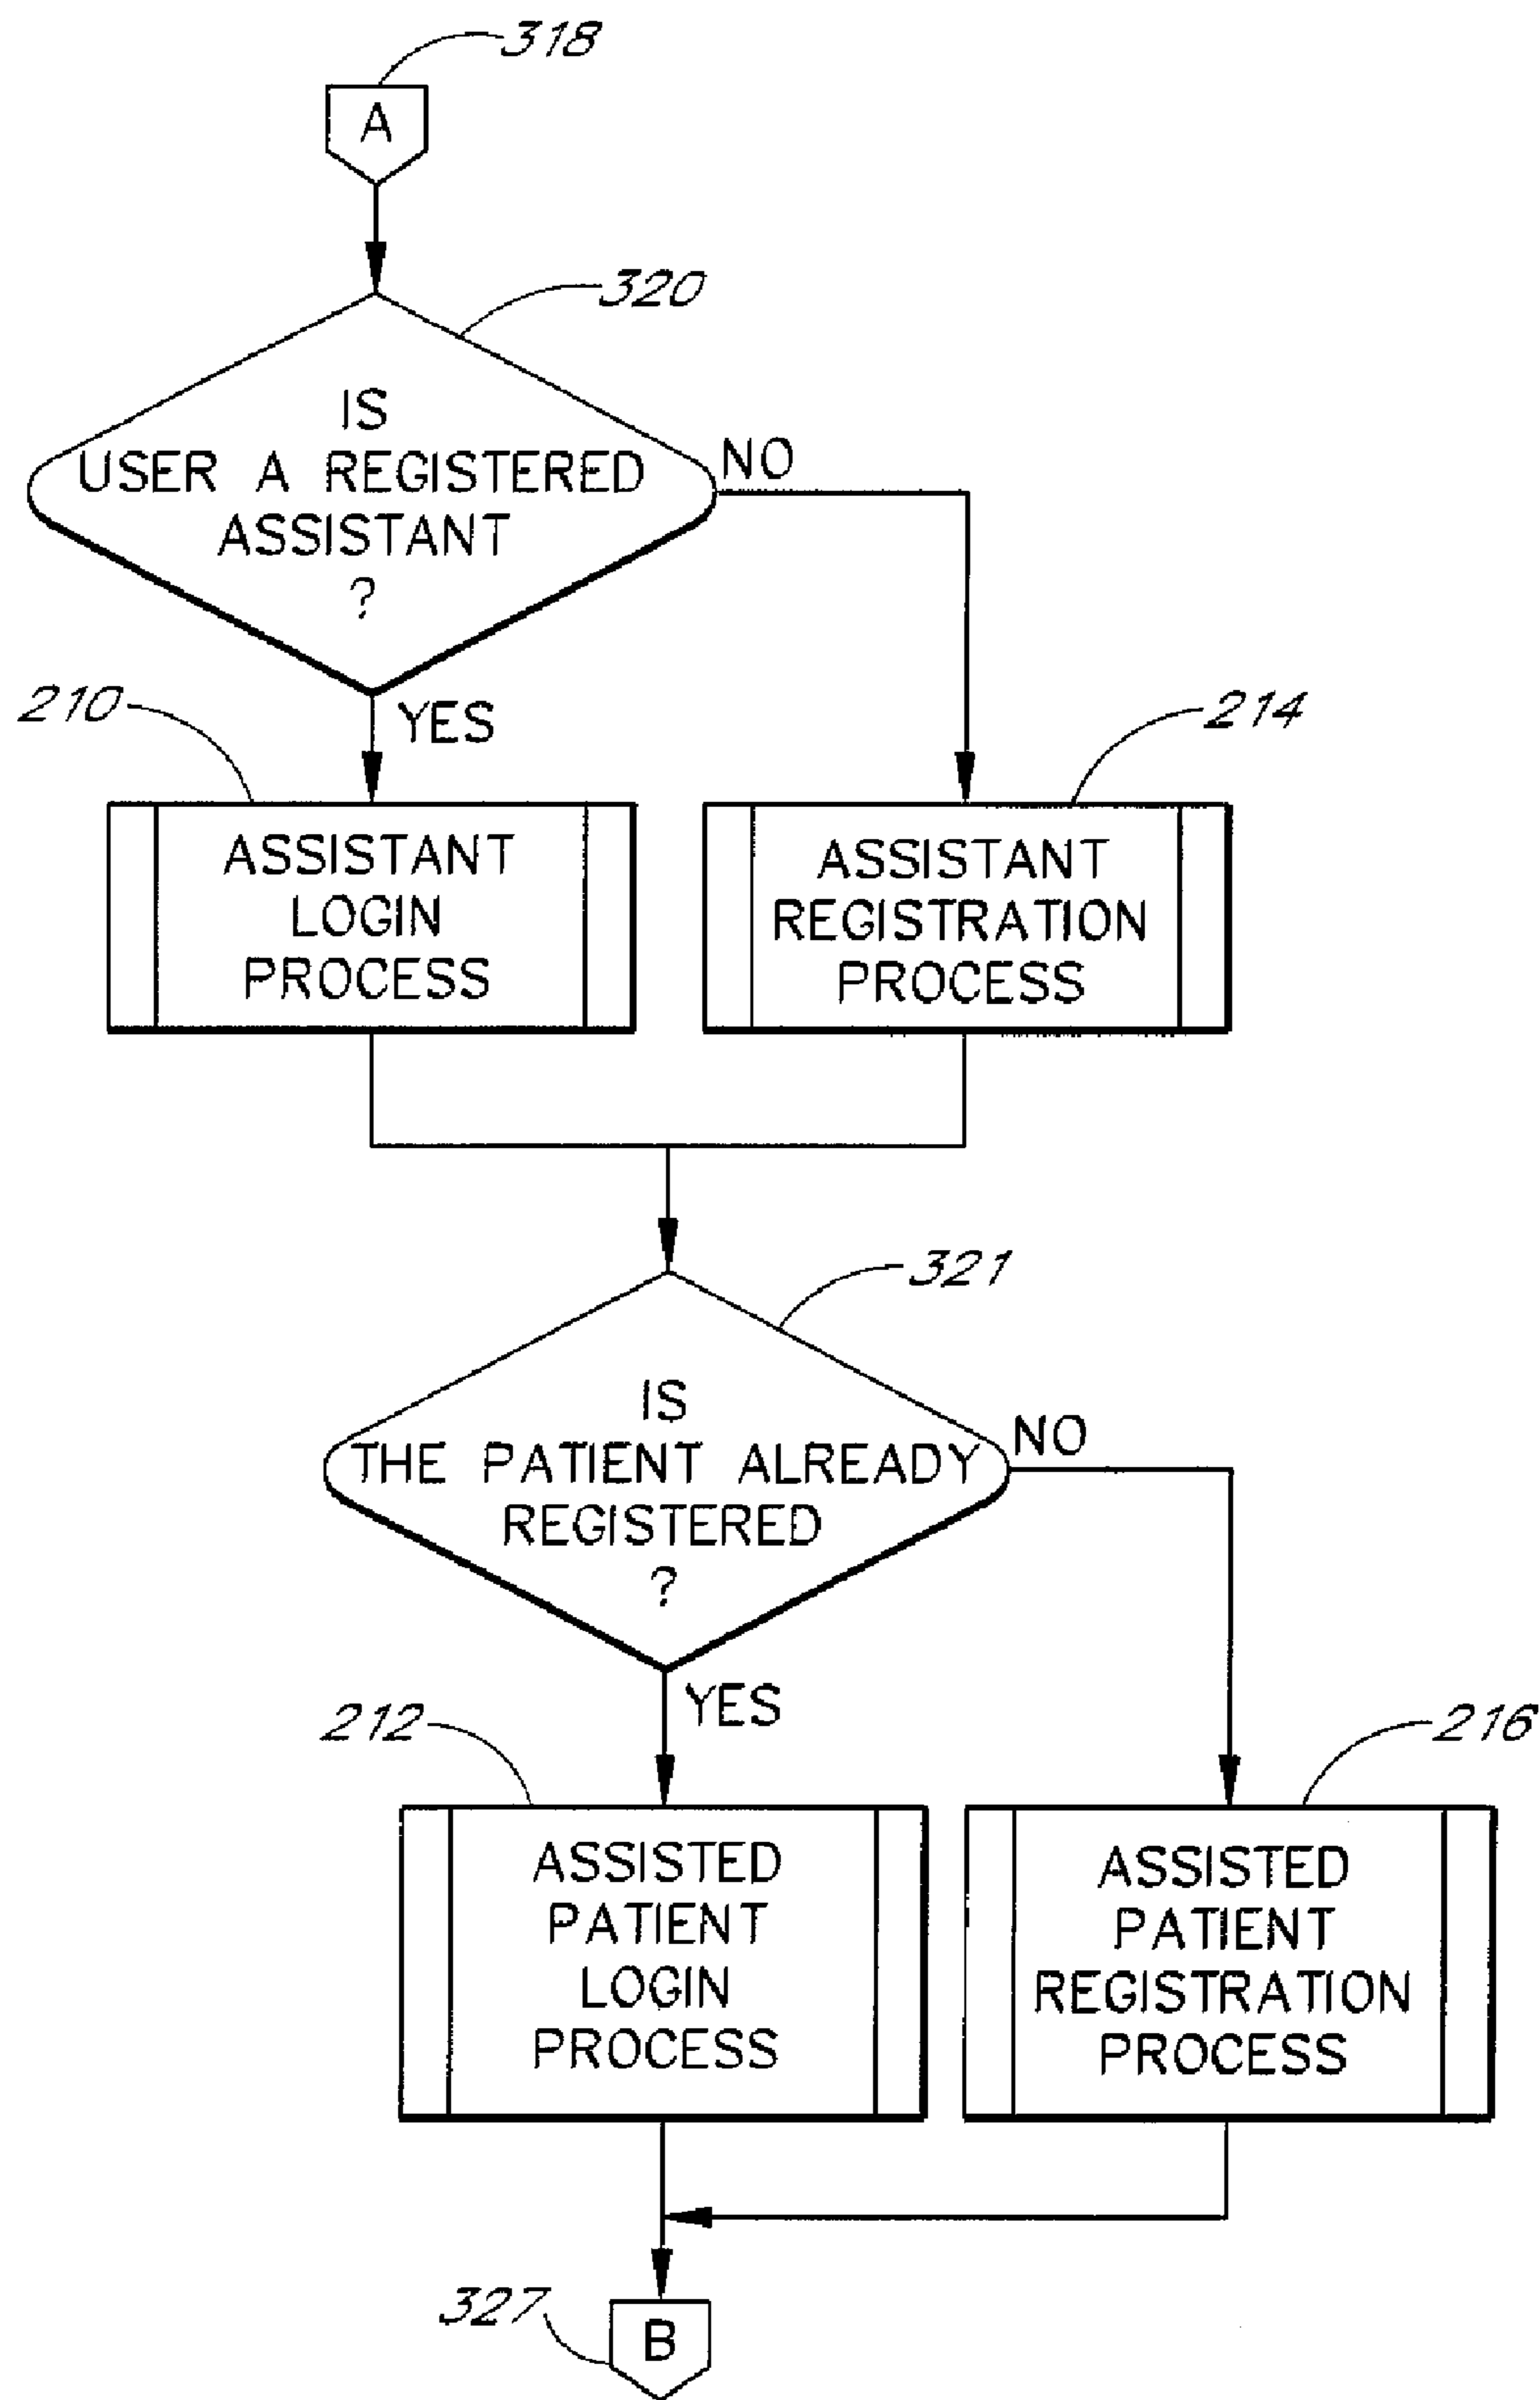 318
A
320
IS
USER A REGISTERED
ASSISTANT
?
NO
YES
210
214
ASSISTANT
LOGIN
PROCESS
ASSISTANT
REGISTRATION
PROCESS
321
IS
THE PATIENT ALREADY
REGISTERED
?
NO
YES
212
216
ASSISTED
PATIENT
LOGIN
PROCESS
ASSISTED
PATIENT
REGISTRATION
PROCESS
327
B